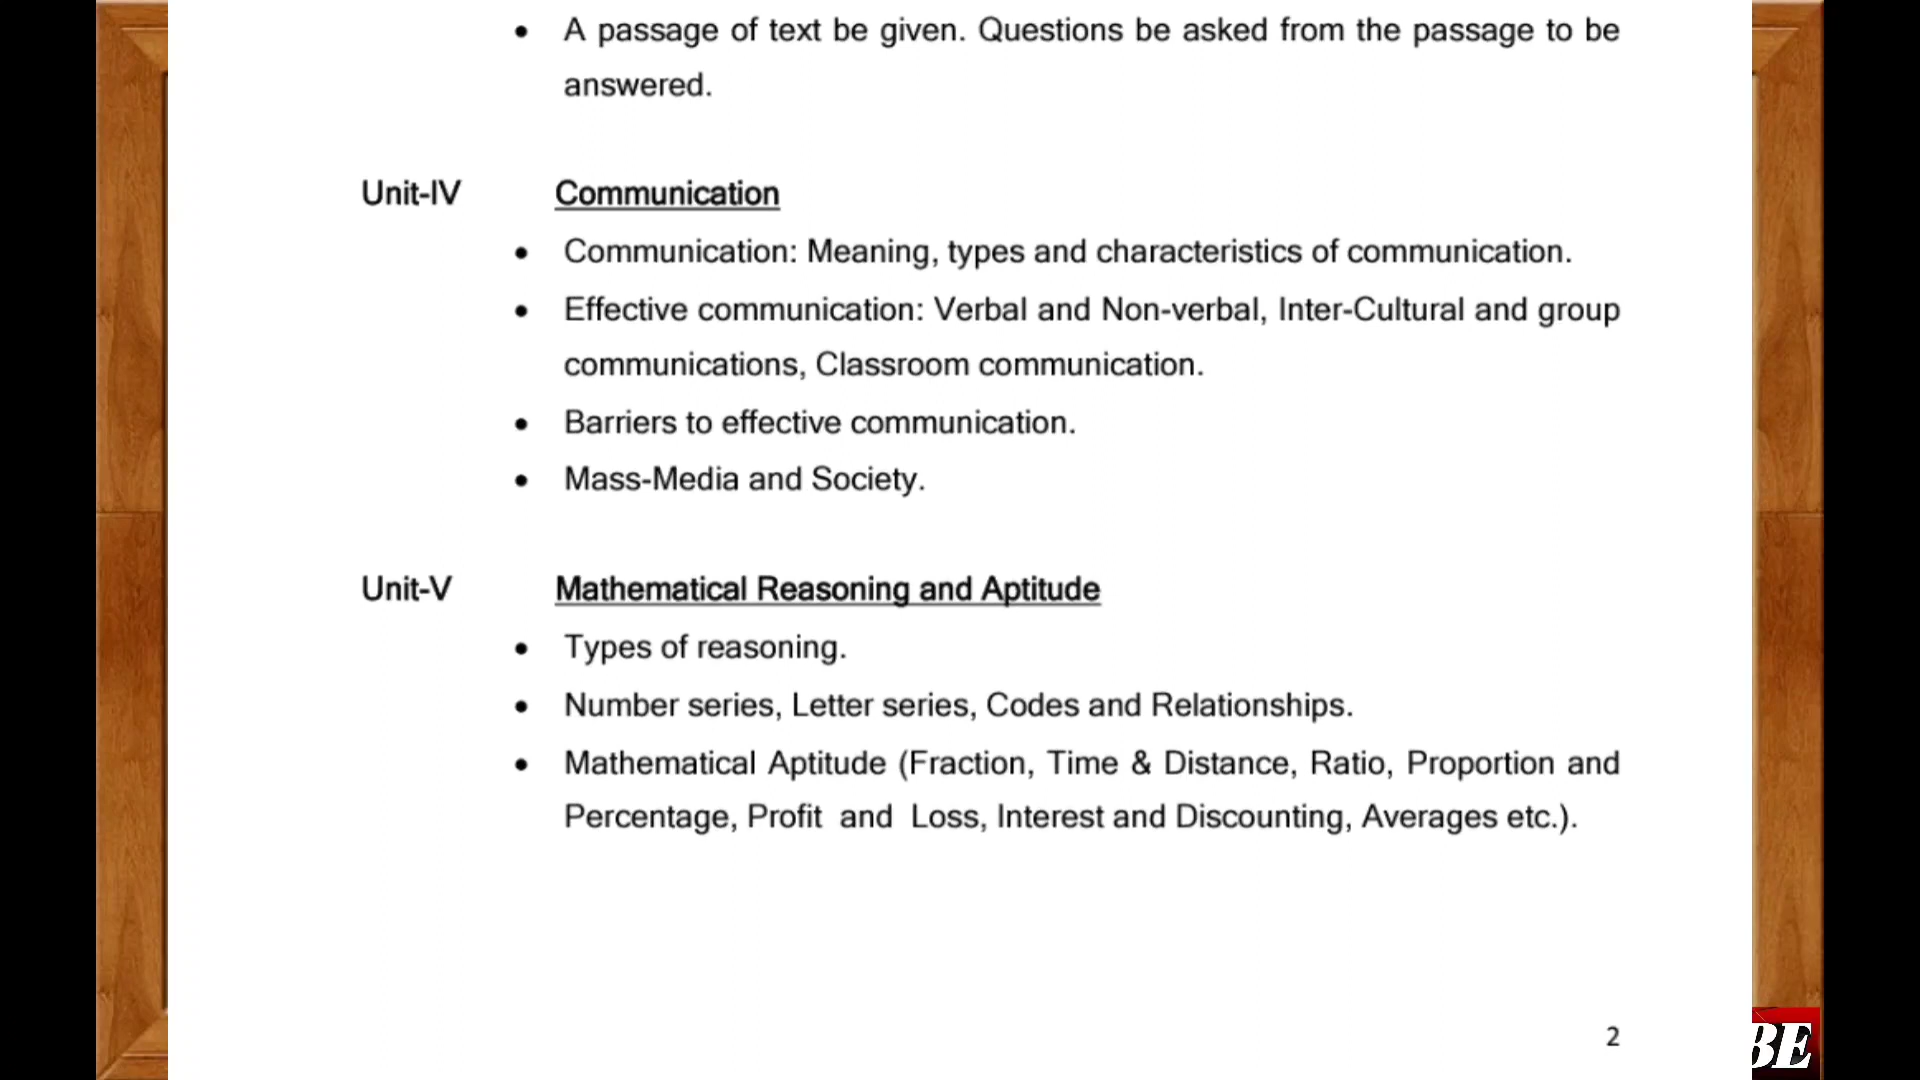 • A passage of text be given. Questions be asked from the passage to be
answered.
Unit-IV Communication
• Communication: Meaning, types and characteristics of communication.
• Effective communication: Verbal and Non-verbal, Inter-Cultural and group
communications, Classroom communication.
• Barriers to effective communication.
• Mass-Media and Society.
Unit-V Mathematical Reasoning and Aptitude
• Types of reasoning.
• Number series, Letter series, Codes and Relationships.
• Mathematical Aptitude (Fraction, Time & Distance, Ratio, Proportion and
Percentage, Profit and Loss, Interest and Discounting, Averages etc.).
2
BE